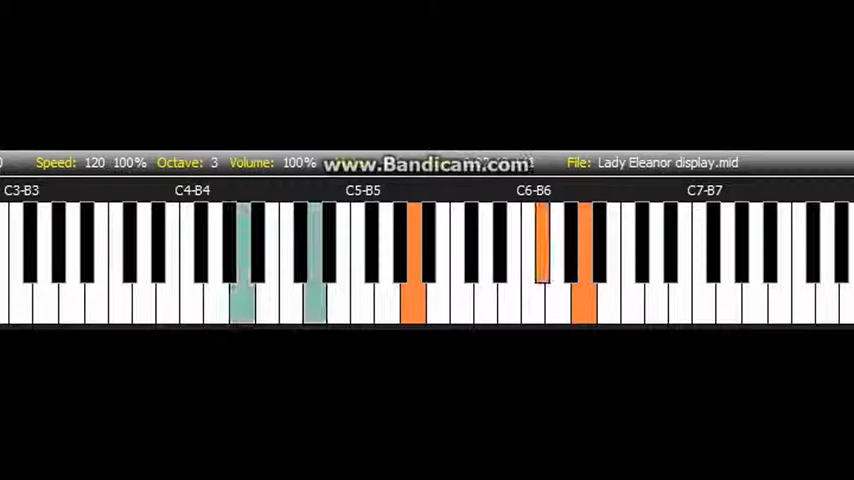 0 Speed: 120 100% Octave: 3 Volume: 100% www.Bandicam.com File: Lady Eleanor display.mid
C3-B3 C4-B4 C5-B5 C6-B6 C7-B7